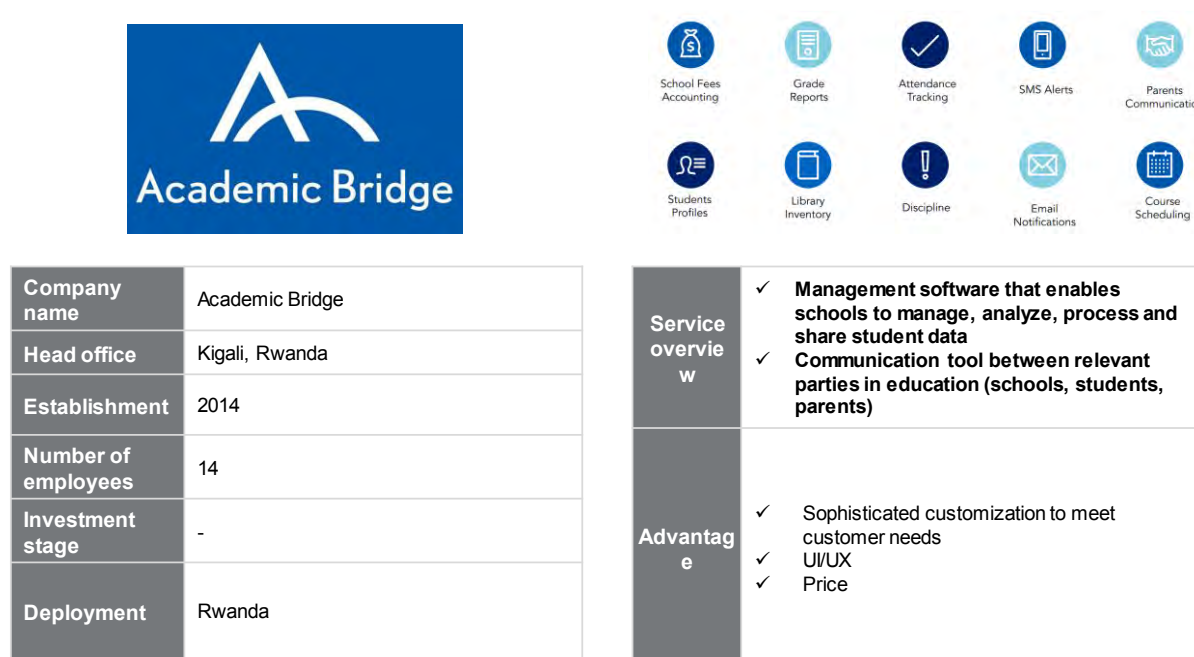 Academic Bridge
School Fees
Accounting
Grade
Reports
Attendance
Tracking
SMS Alerts
Parents
Communicatio
Students
Profiles
Library
Inventory
Discipline
Email
Notifications
Course
Scheduling
Company
name
Academic Bridge
Head office
Kigali, Rwanda
Establishment
2014
Number of
employees
14
Investment
stage
-
Deployment
Rwanda
Service
overvie
w
✓ Management software that enables
schools to manage, analyze, process and
share student data
✓ Communication tool between relevant
parties in education (schools, students,
parents)
Advantag
e
✓ Sophisticated customization to meet
customer needs
✓ UI/UX
✓ Price